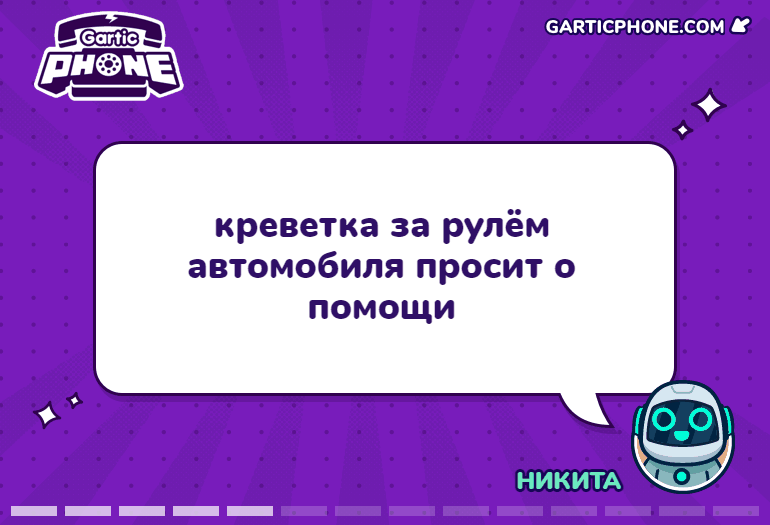 Gartic
PHONE
GARTICPHONE.COM
креветка за рулём
автомобиля просит о
помощи
НИКИТА